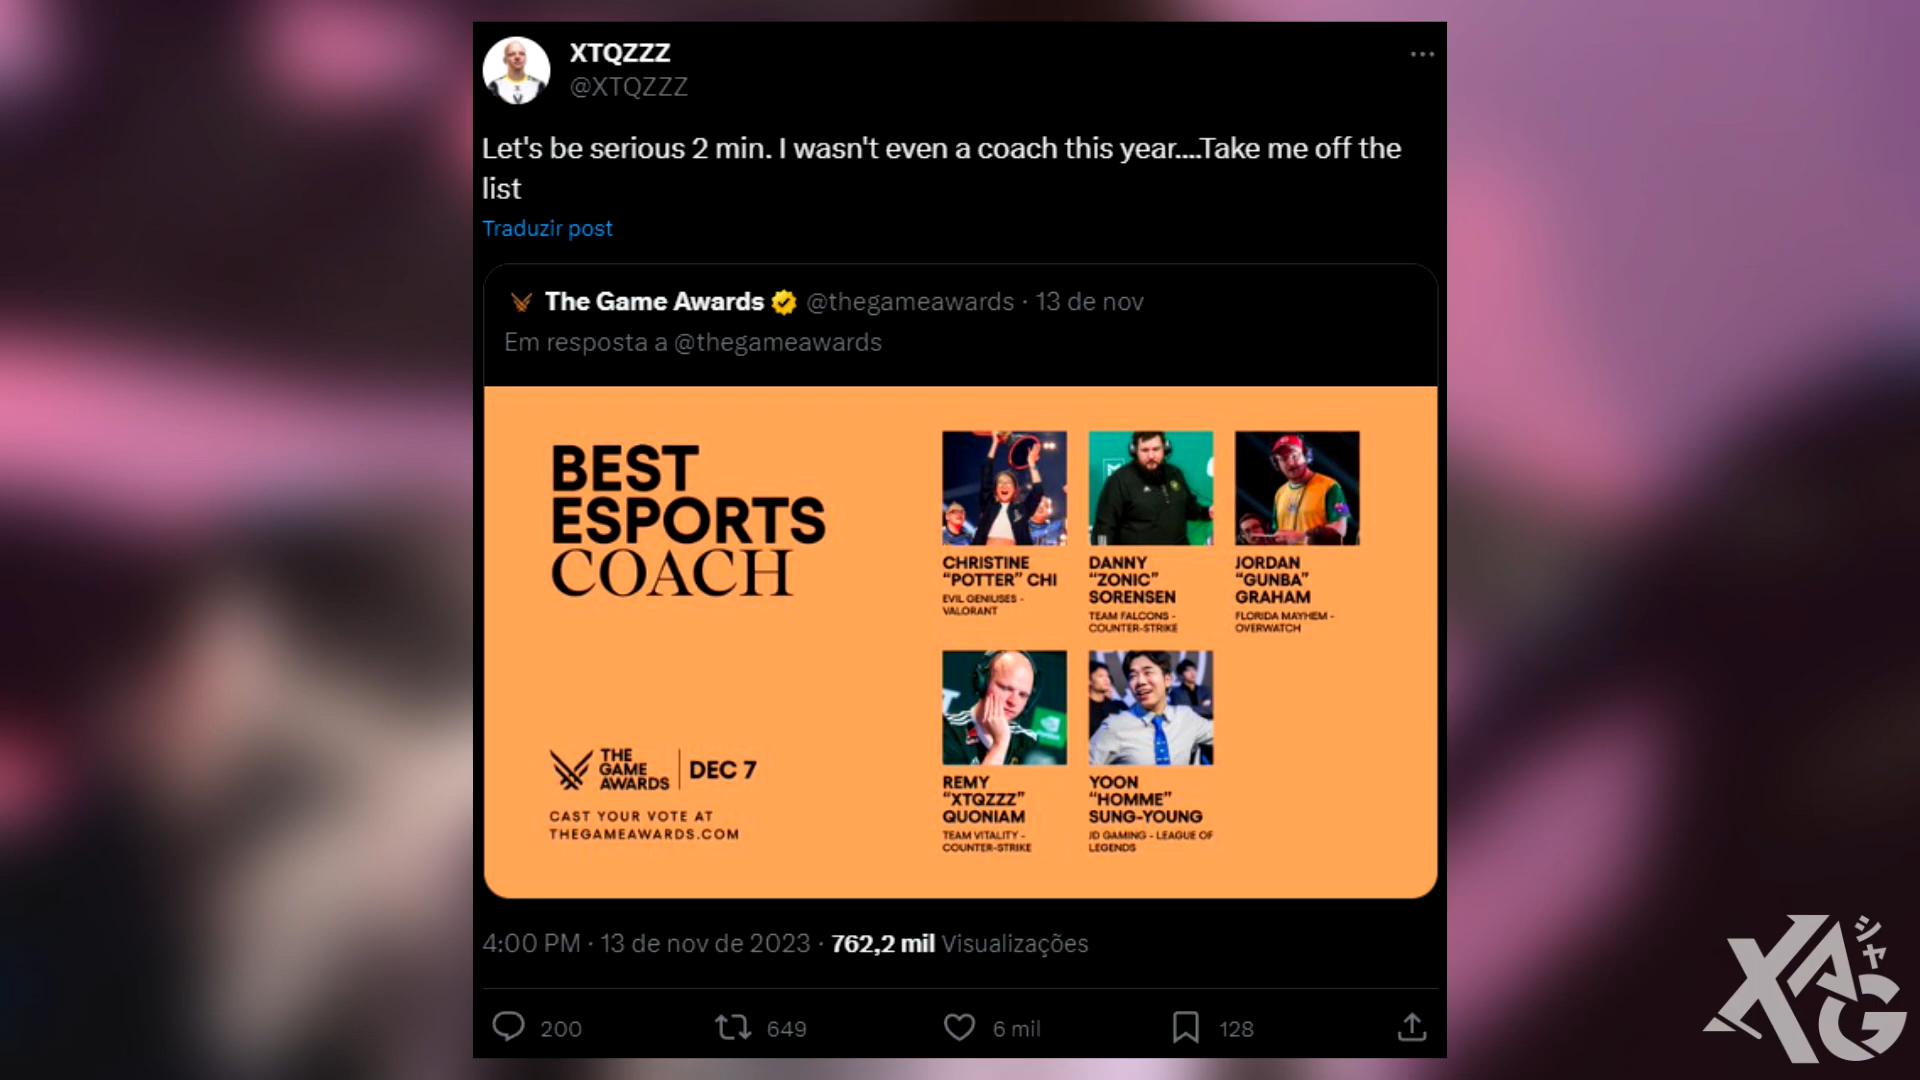 XTQZZZ
@XTQZZZ
Let's be serious 2 min. I wasn't even a coach this year....Take me off the
list
Traduzir post
The Game Awards @thegameawards · 13 de nov
Em resposta a @thegameawards
BEST
ESPORTS
COACH
CHRISTINE
“POTTER” CHI
EVIL GENIUSES -
VALORANT
DANNY
“ZONIC”
SORENSEN
TEAM FALCONS -
COUNTER-STRIKE
JORDAN
“GUNBA”
GRAHAM
FLORIDA MAYHEM -
OVERWATCH
REMY
“XTQZZZ”
QUONIAM
TEAM VITALITY -
COUNTER-STRIKE
YOON
“HOMME”
SUNG-YOUNG
JD GAMING - LEAGUE OF
LEGENDS
THE
GAME
AWARDS
DEC 7
CAST YOUR VOTE AT
THEGAMEAWARDS.COM
4:00 PM · 13 de nov de 2023 · 762,2 mil Visualizações
200
649
6 mil
128
XAG
シャ